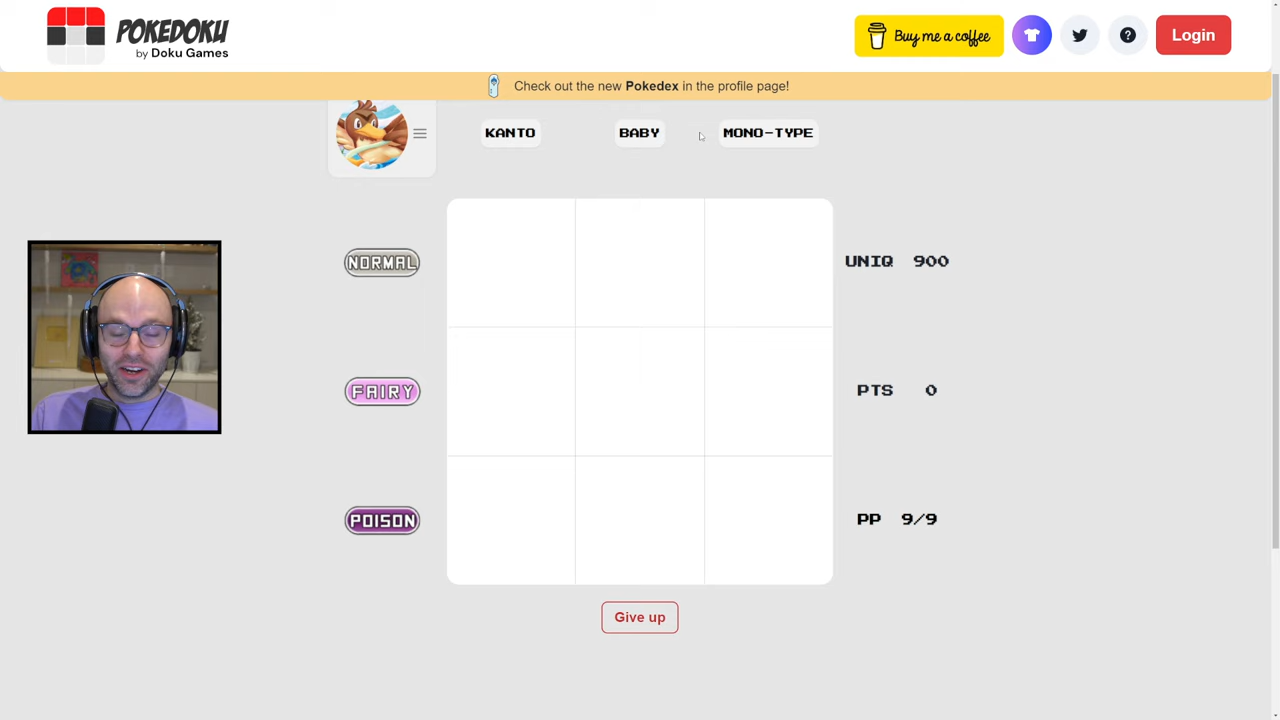 POKEDOKU
by Doku Games
Buy me a coffee
Login
Check out the new Pokedex in the profile page!
KANTO
BABY
MONO-TYPE
NORMAL
UNIQ 900
FAIRY
PTS 0
POISON
PP 9/9
Give up